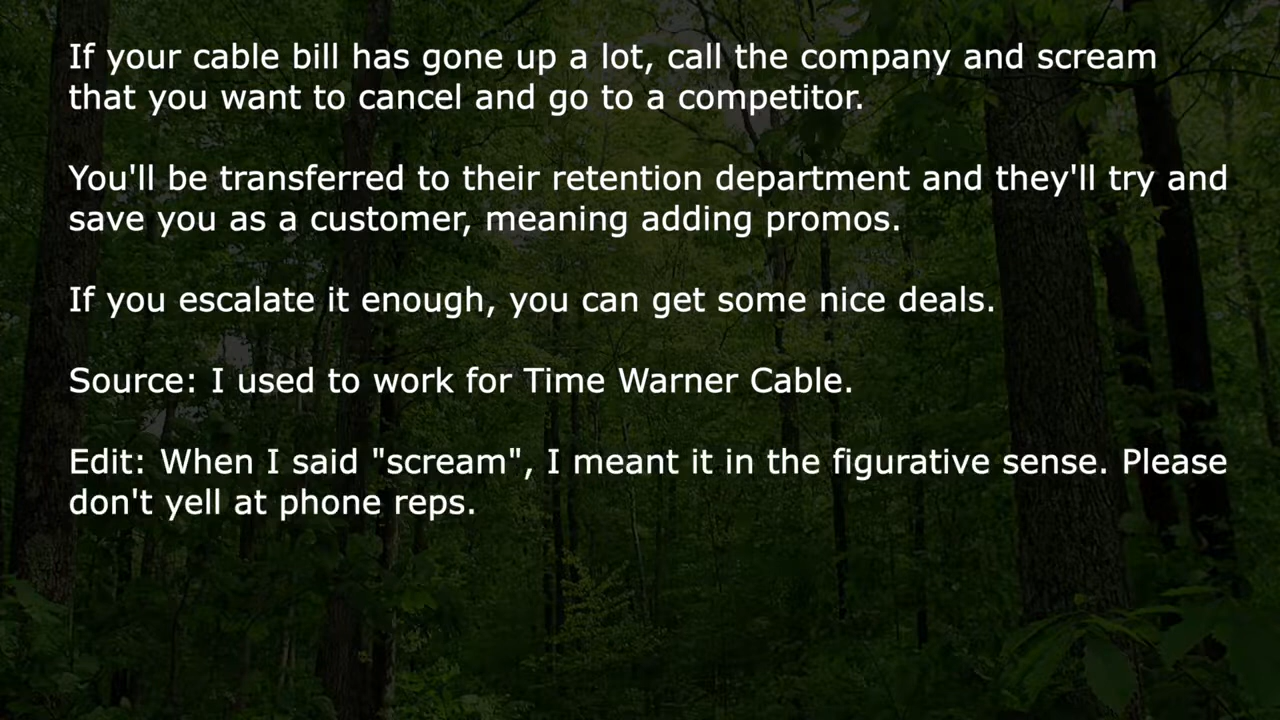 If your cable bill has gone up a lot, call the company and scream
that you want to cancel and go to a competitor.
You'll be transferred to their retention department and they'll try and
save you as a customer, meaning adding promos.
If you escalate it enough, you can get some nice deals.
Source: I used to work for Time Warner Cable.
Edit: When I said "scream", I meant it in the figurative sense. Please
don't yell at phone reps.